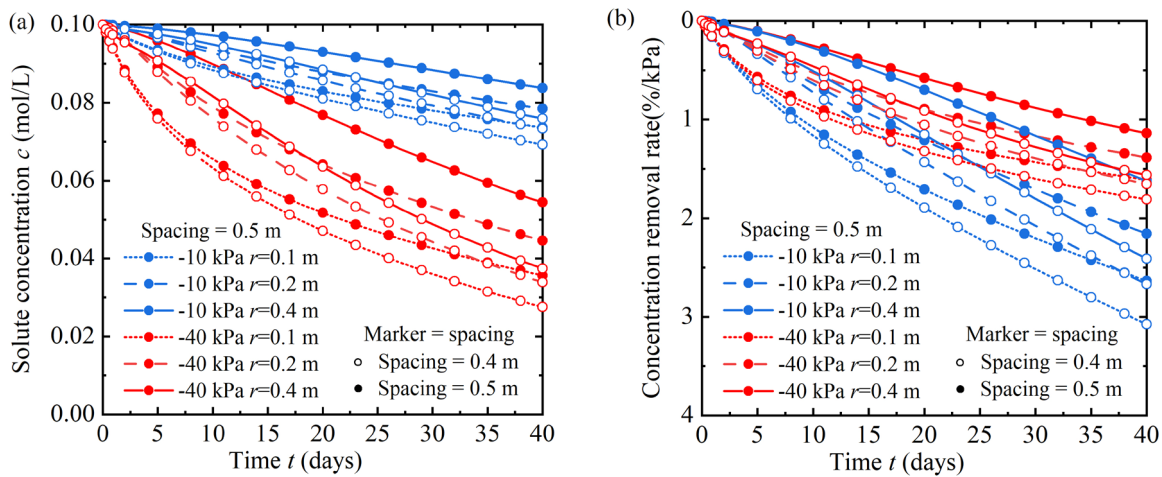 (a)
Solute concentration c (mol/L)
0.10
0.08
0.06
0.04
0.02
0.00
Spacing = 0.5 m
-10 kPa r=0.1 m
-10 kPa r=0.2 m
-10 kPa r=0.4 m
-40 kPa r=0.1 m
-40 kPa r=0.2 m
-40 kPa r=0.4 m
Marker = spacing
Spacing = 0.4 m
Spacing = 0.5 m
0 5 10 15 20 25 30 35 40
Time t (days)
(b)
Concentration removal rate(%/kPa)
0
1
2
3
4
Spacing = 0.5 m
-10 kPa r=0.1 m
-10 kPa r=0.2 m
-10 kPa r=0.4 m
-40 kPa r=0.1 m
-40 kPa r=0.2 m
-40 kPa r=0.4 m
Marker = spacing
Spacing = 0.4 m
Spacing = 0.5 m
0 5 10 15 20 25 30 35 40
Time t (days)